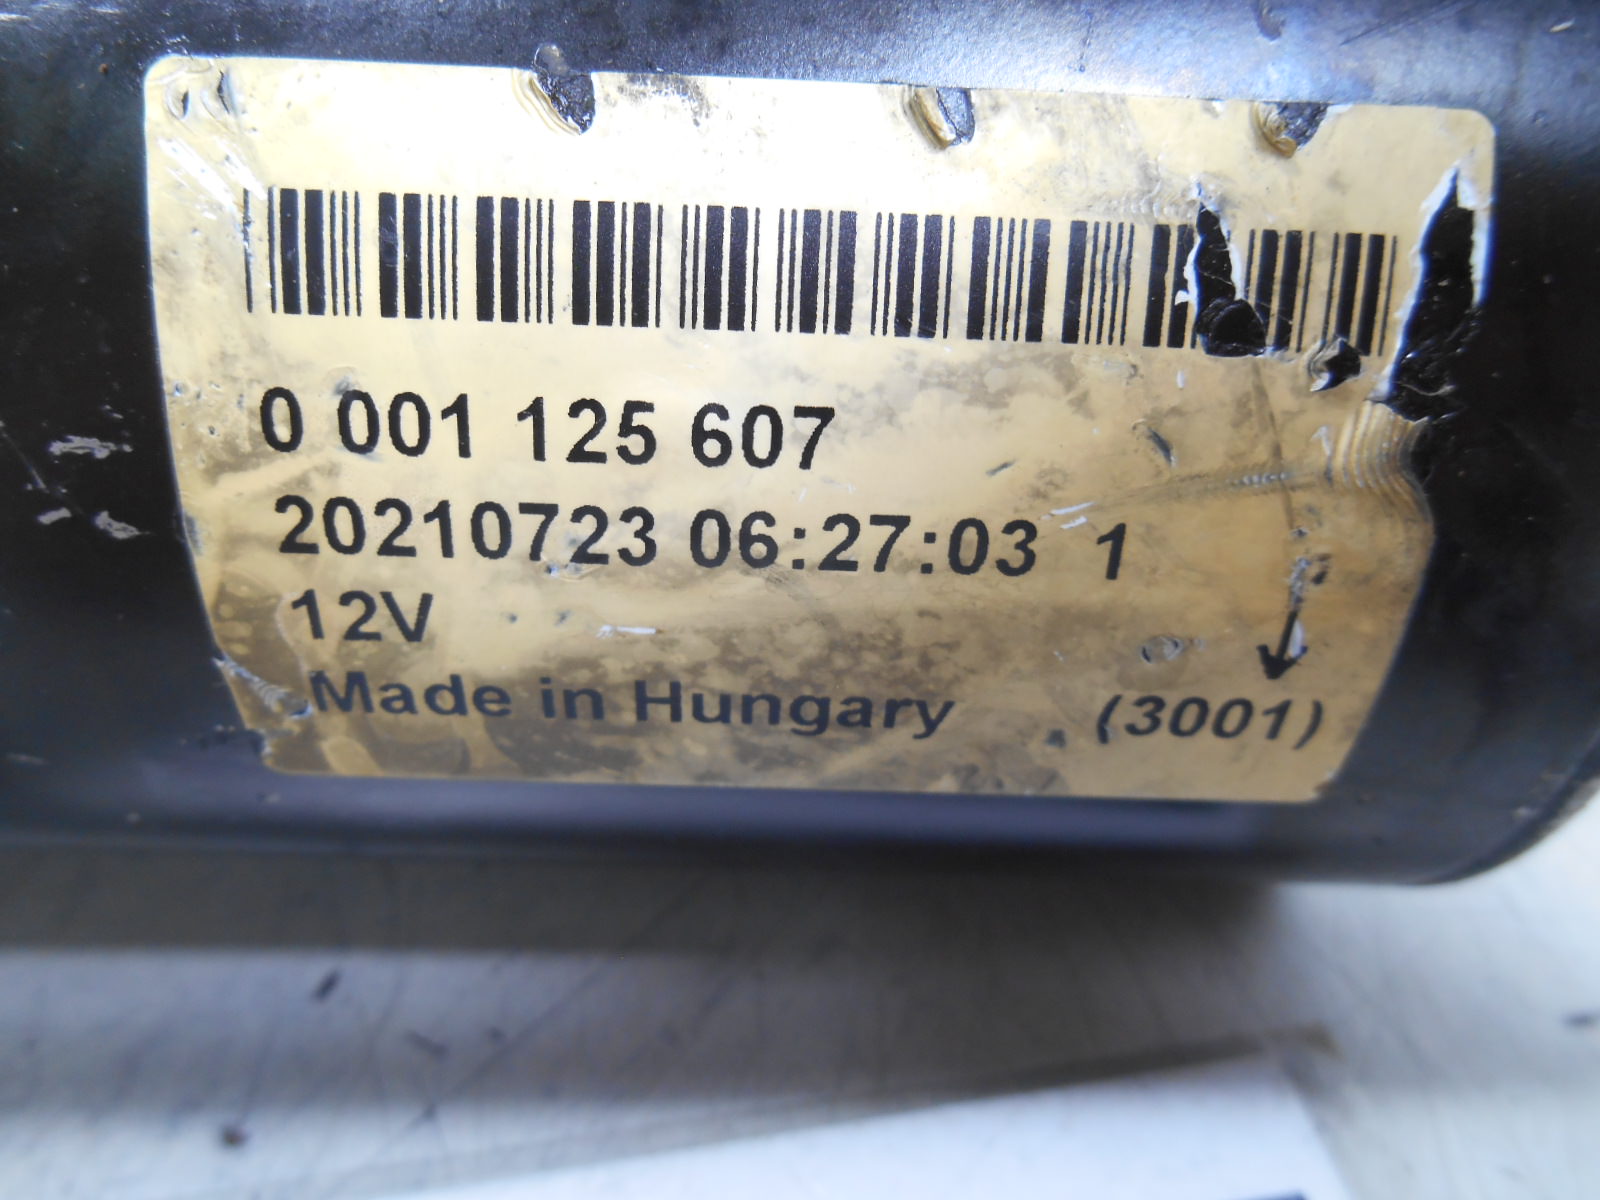 0 001 125 607
20210723 06:27:03 1
12V
Made in Hungary (3001)